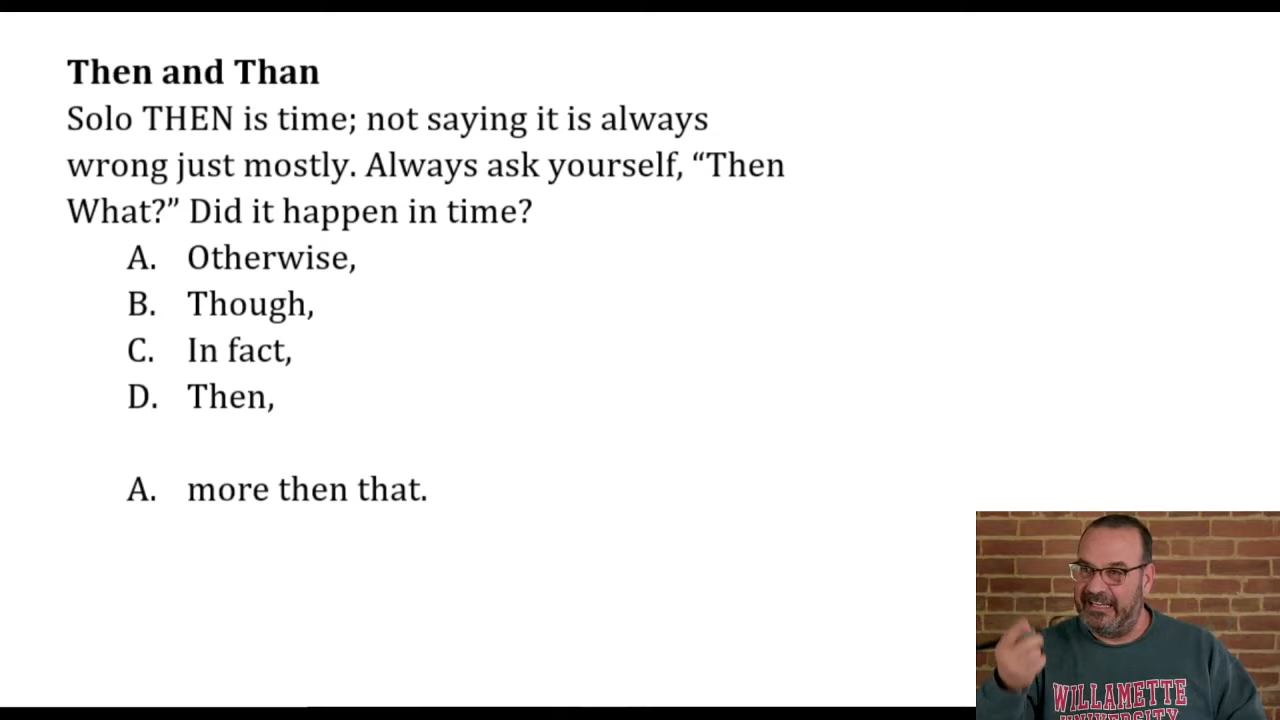 Then and Than
Solo THEN is time; not saying it is always
wrong just mostly. Always ask yourself, “Then
What?” Did it happen in time?
A. Otherwise,
B. Though,
C. In fact,
D. Then,
A. more then that.
WILLAMETTE
UNIVERSITY